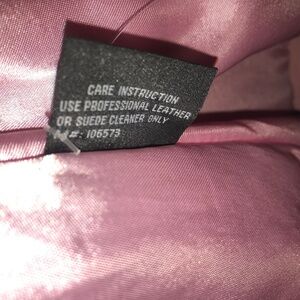 CARE INSTRUCTION
USE PROFESSIONAL LEATHER
OR SUEDE CLEANER ONLY
M#: 106573